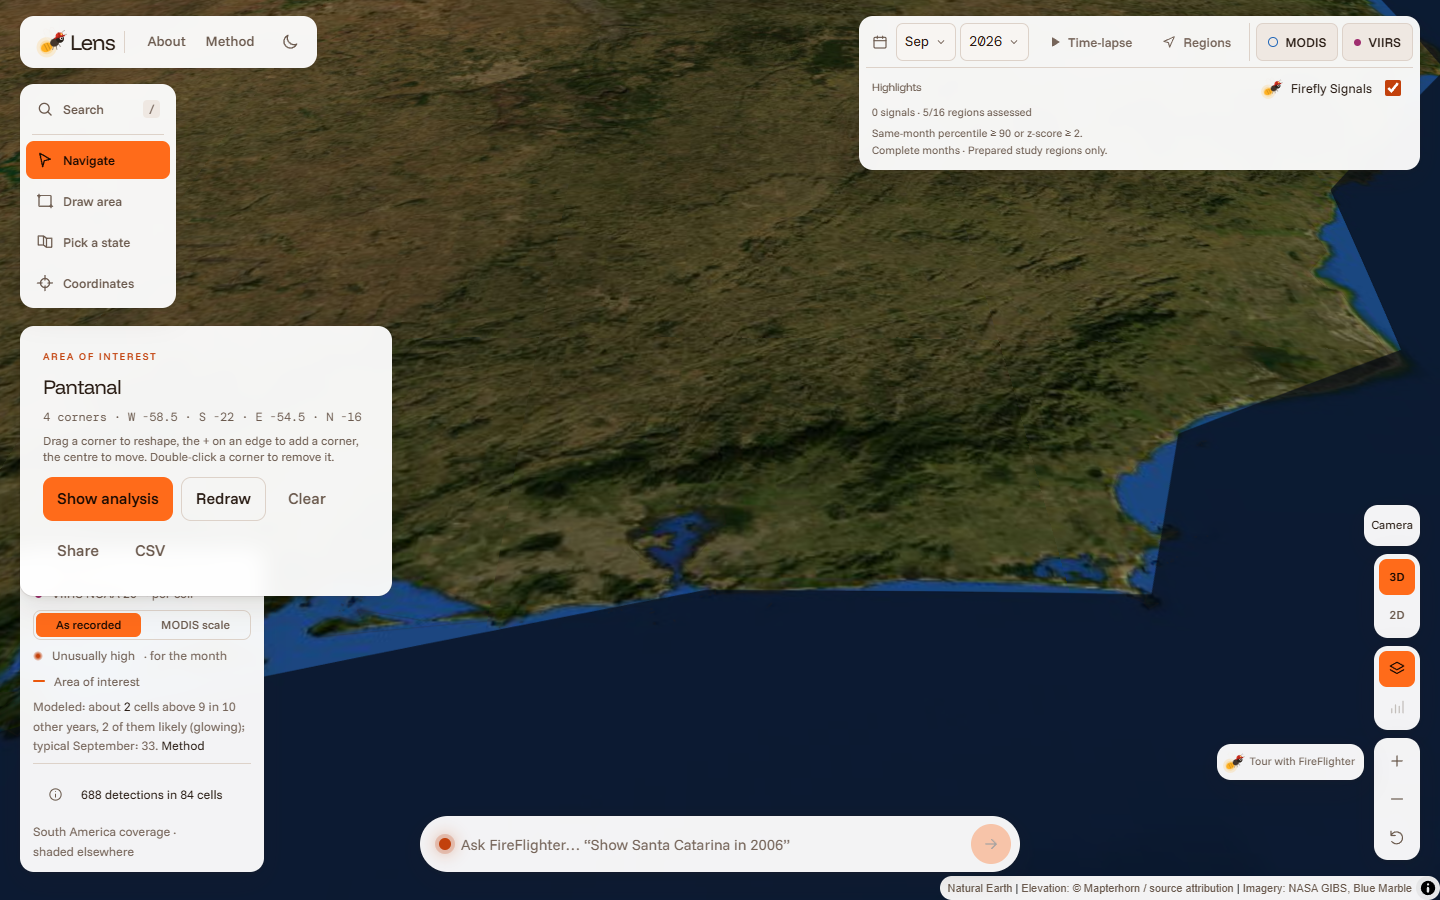 Lens
About
Method
Search
/
Navigate
Draw area
Pick a state
Coordinates
Sep
2026
Time-lapse
Regions
MODIS
VIIRS
Highlights
Firefly Signals
0 signals · 5/16 regions assessed
Same-month percentile ≥ 90 or z-score ≥ 2.
Complete months · Prepared study regions only.
AREA OF INTEREST
Pantanal
4 corners · W -58.5 · S -22 · E -54.5 · N -16
Drag a corner to reshape, the + on an edge to add a corner,
the centre to move. Double-click a corner to remove it.
Show analysis
Redraw
Clear
Share
CSV
As recorded
MODIS scale
Unusually high · for the month
Area of interest
Modeled: about 2 cells above 9 in 10
other years, 2 of them likely (glowing);
typical September: 33. Method
688 detections in 84 cells
South America coverage ·
shaded elsewhere
Camera
3D
2D
Tour with FireFlighter
Ask FireFlighter... “Show Santa Catarina in 2006”
Natural Earth | Elevation: © Mapterhorn / source attribution | Imagery: NASA GIBS, Blue Marble